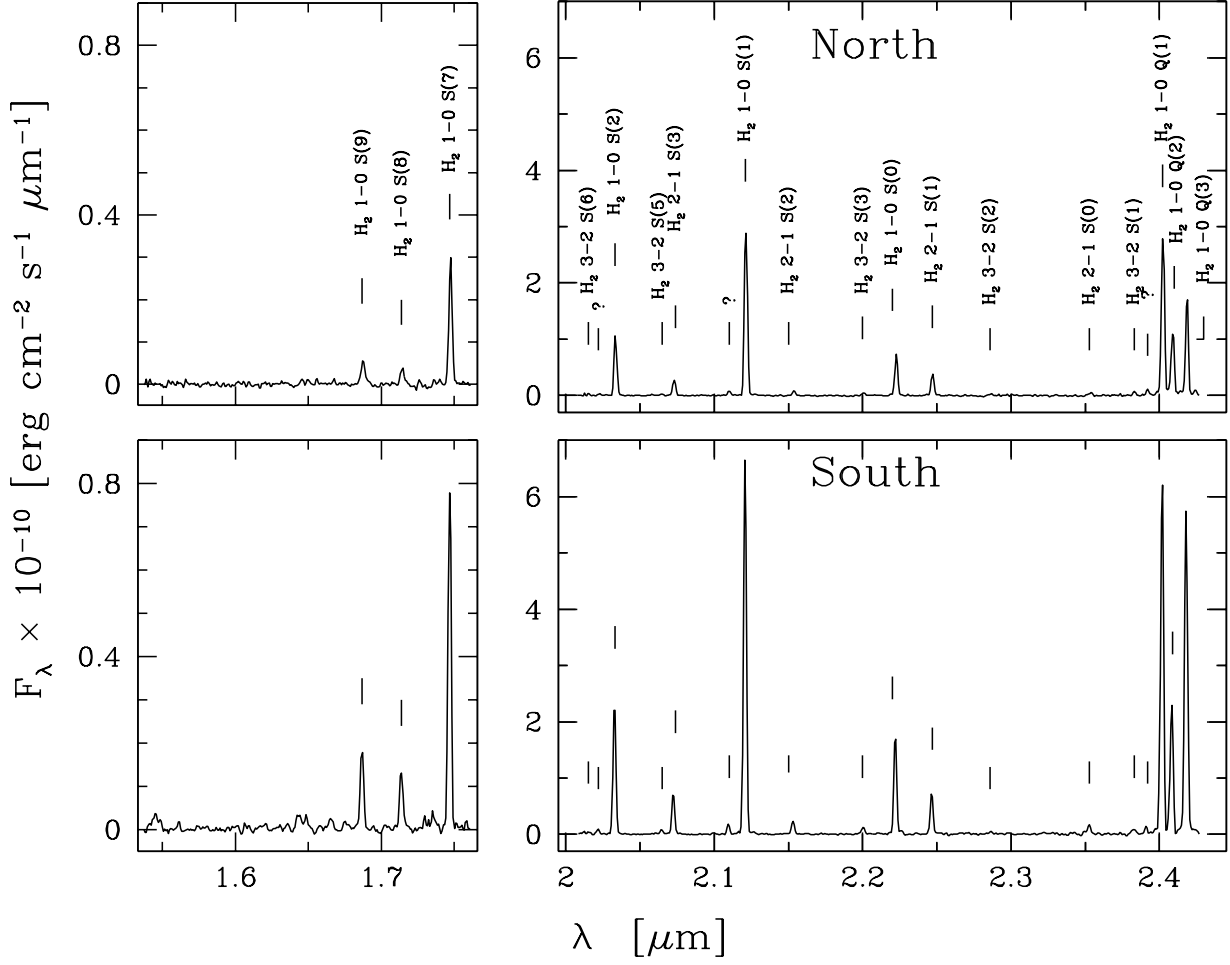 F_λ × 10⁻¹⁰ [erg cm⁻² s⁻¹ μm⁻¹]
0.8
0.4
0
H₂ 1-0 S(9)
H₂ 1-0 S(8)
H₂ 1-0 S(7)
North
6
4
2
0
H₂ 3-2 S(6)
?
H₂ 1-0 S(2)
H₂ 3-2 S(5)
H₂ 2-1 S(3)
?
H₂ 1-0 S(1)
H₂ 2-1 S(2)
H₂ 3-2 S(3)
H₂ 1-0 S(0)
H₂ 2-1 S(1)
H₂ 3-2 S(2)
H₂ 2-1 S(0)
H₂ 3-2 S(1)
?
H₂ 1-0 Q(1)
H₂ 1-0 Q(2)
H₂ 1-0 Q(3)
0.8
0.4
0
1.6 1.7
South
6
4
2
0
2 2.1 2.2 2.3 2.4
λ [μm]